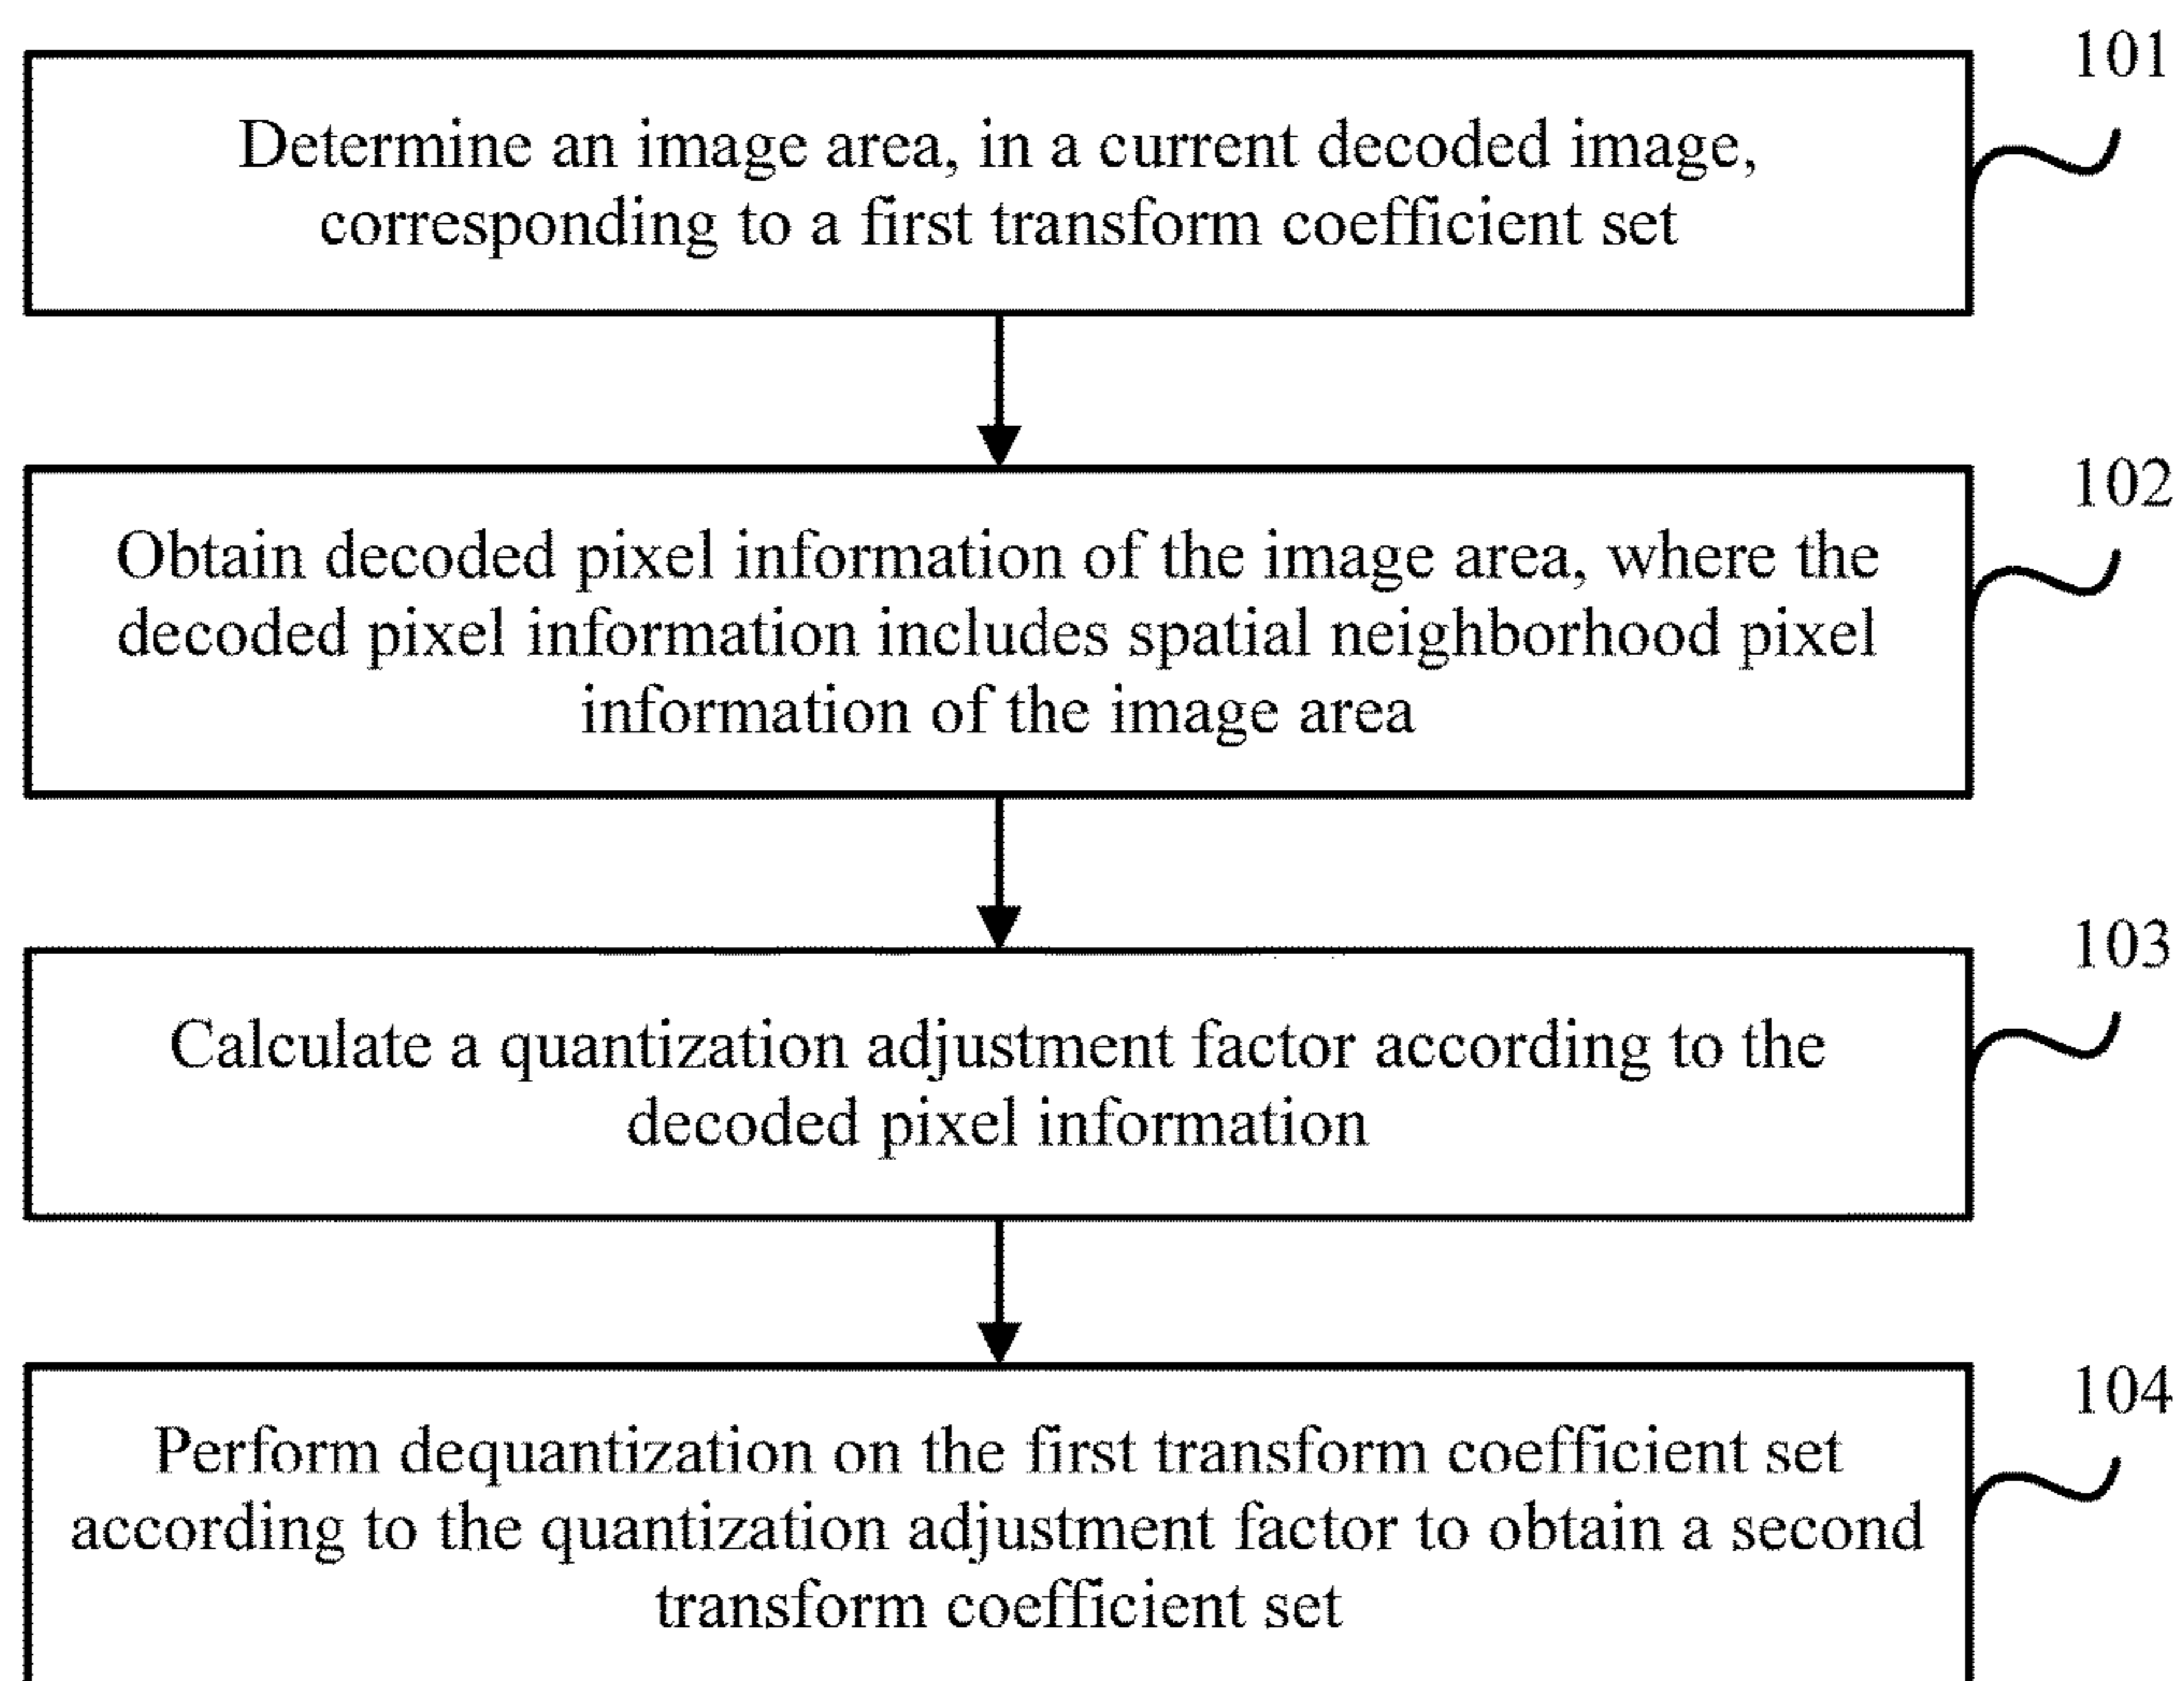 101
Determine an image area, in a current decoded image,
corresponding to a first transform coefficient set
102
Obtain decoded pixel information of the image area, where the
decoded pixel information includes spatial neighborhood pixel
information of the image area
103
Calculate a quantization adjustment factor according to the
decoded pixel information
104
Perform dequantization on the first transform coefficient set
according to the quantization adjustment factor to obtain a second
transform coefficient set